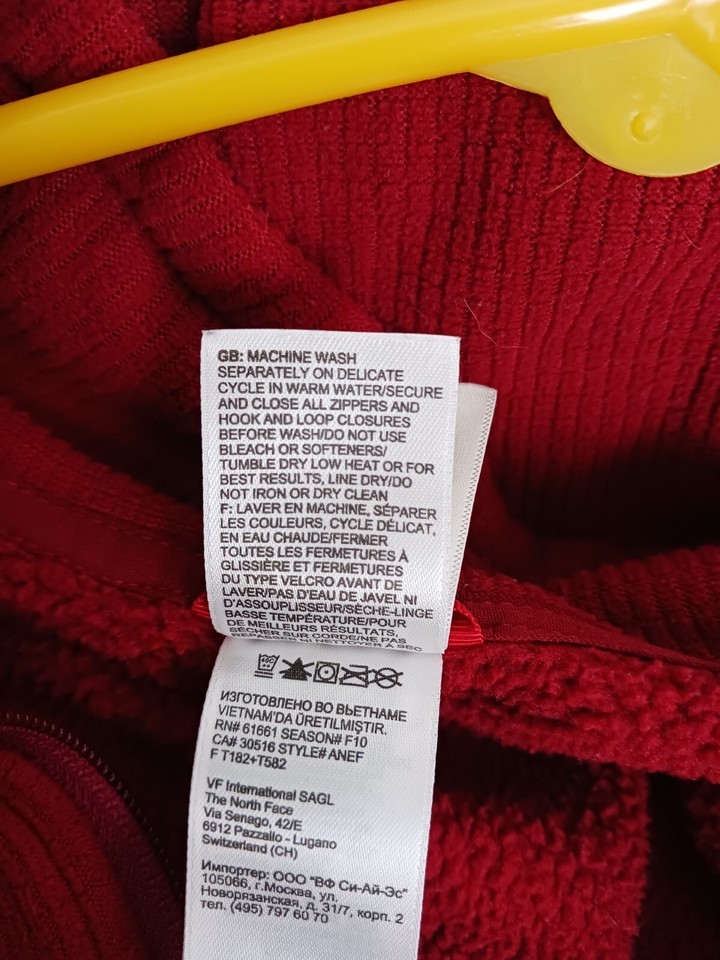 GB: MACHINE WASH
SEPARATELY ON DELICATE
CYCLE IN WARM WATER/SECURE
AND CLOSE ALL ZIPPERS AND
HOOK AND LOOP CLOSURES
BEFORE WASH/DO NOT USE
BLEACH OR SOFTENERS/
TUMBLE DRY LOW HEAT OR FOR
BEST RESULTS, LINE DRY/DO
NOT IRON OR DRY CLEAN
F: LAVER EN MACHINE, SÉPARER
LES COULEURS, CYCLE DÉLICAT,
EN EAU CHAUDE/FERMER
TOUTES LES FERMETURES À
GLISSIÈRE ET FERMETURES
DU TYPE VELCRO AVANT DE
LAVER/PAS D'EAU DE JAVEL NI
D'ASSOUPLISSEUR/SÈCHE-LINGE
BASSE TEMPÉRATURE/POUR
DE MEILLEURS RÉSULTATS,
SÉCHER SUR CORDE/NE PAS
REPASSER NI NETTOYER À SEC
40C
ИЗГОТОВЛЕНО ВО ВЬЕТНАМЕ
VIETNAM'DA ÜRETİLMİŞTİR.
RN# 61661 SEASON# F10
CA# 30516 STYLE# ANEF
F T182+T582
VF International SAGL
The North Face
Via Senago, 42/E
6912 Pazzallo - Lugano
Switzerland (CH)
Импортер: ООО "ВФ Си-Ай-Эс"
105066, г.Москва, ул.
Новорязанская, д. 31/7, корп. 2
тел. (495) 797 60 70